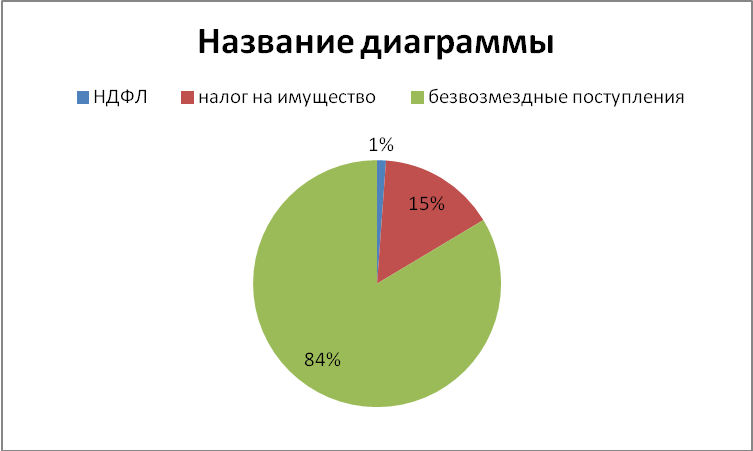 Название диаграммы
НДФЛ налог на имущество безвозмездные поступления
1%
15%
84%